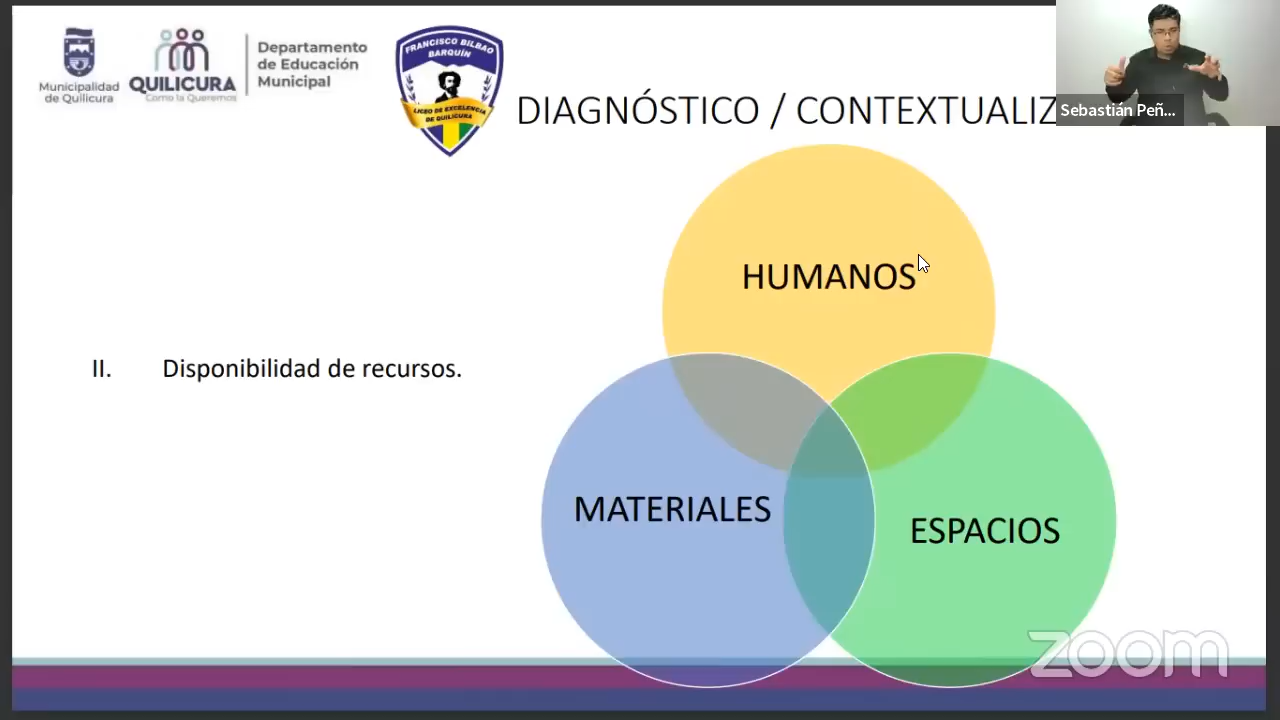 Municipalidad
de Quilicura
QUILICURA
Como la Queremos
Departamento
de Educación
Municipal
FRANCISCO BILBAO
BARQUÍN
LICEO DE EXCELENCIA
DE QUILICURA
DIAGNÓSTICO / CONTEXTUALIZ
Sebastián Peñ...
HUMANOS
II. Disponibilidad de recursos.
MATERIALES
ESPACIOS
zoom